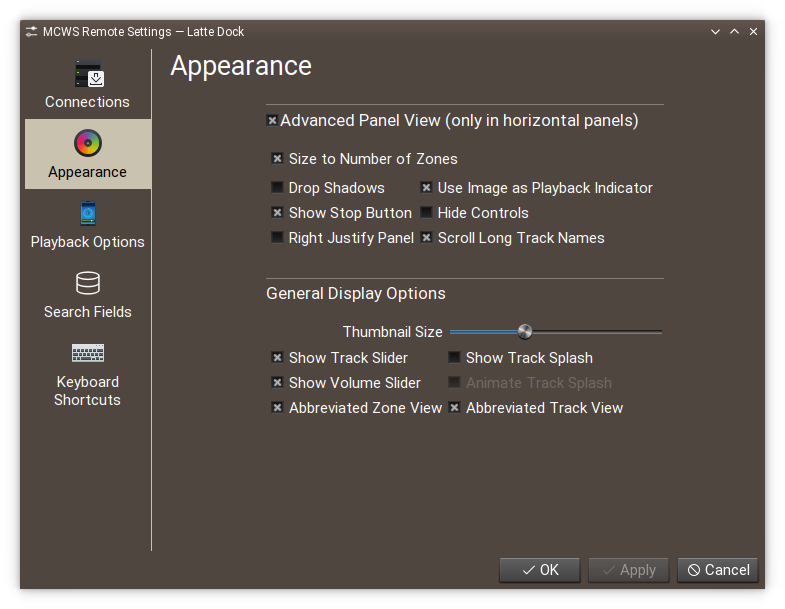 MCWS Remote Settings — Latte Dock
Connections
Appearance
Playback Options
Search Fields
Keyboard
Shortcuts
Appearance
Advanced Panel View (only in horizontal panels)
Size to Number of Zones
Drop Shadows Use Image as Playback Indicator
Show Stop Button Hide Controls
Right Justify Panel Scroll Long Track Names
General Display Options
Thumbnail Size
Show Track Slider Show Track Splash
Show Volume Slider Animate Track Splash
Abbreviated Zone View Abbreviated Track View
OK Apply Cancel